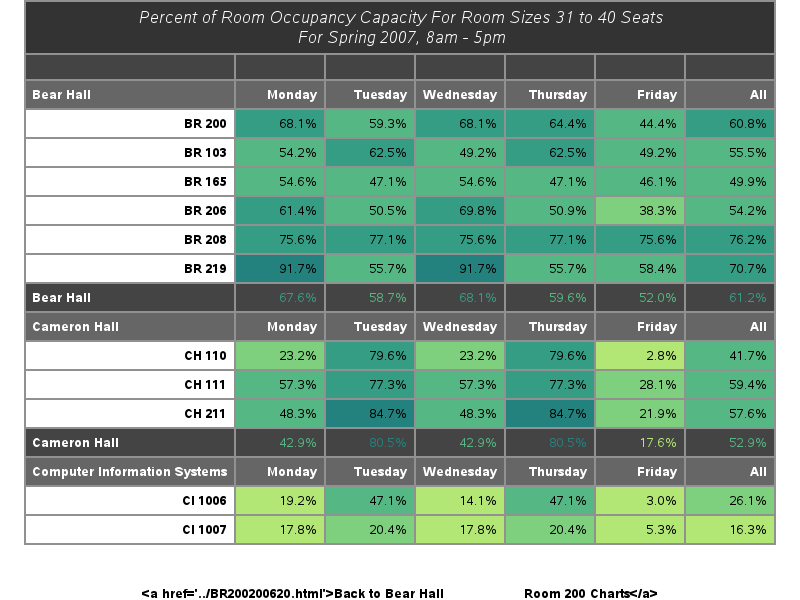 Percent of Room Occupancy Capacity For Room Sizes 31 to 40 Seats
For Spring 2007, 8am - 5pm
Bear Hall Monday Tuesday Wednesday Thursday Friday All
BR 200 68.1% 59.3% 68.1% 64.4% 44.4% 60.8%
BR 103 54.2% 62.5% 49.2% 62.5% 49.2% 55.5%
BR 165 54.6% 47.1% 54.6% 47.1% 46.1% 49.9%
BR 206 61.4% 50.5% 69.8% 50.9% 38.3% 54.2%
BR 208 75.6% 77.1% 75.6% 77.1% 75.6% 76.2%
BR 219 91.7% 55.7% 91.7% 55.7% 58.4% 70.7%
Bear Hall 67.6% 58.7% 68.1% 59.6% 52.0% 61.2%
Cameron Hall Monday Tuesday Wednesday Thursday Friday All
CH 110 23.2% 79.6% 23.2% 79.6% 2.8% 41.7%
CH 111 57.3% 77.3% 57.3% 77.3% 28.1% 59.4%
CH 211 48.3% 84.7% 48.3% 84.7% 21.9% 57.6%
Cameron Hall 42.9% 80.5% 42.9% 80.5% 17.6% 52.9%
Computer Information Systems Monday Tuesday Wednesday Thursday Friday All
CI 1006 19.2% 47.1% 14.1% 47.1% 3.0% 26.1%
CI 1007 17.8% 20.4% 17.8% 20.4% 5.3% 16.3%
<a href='../BR200200620.html'>Back to Bear Hall Room 200 Charts</a>